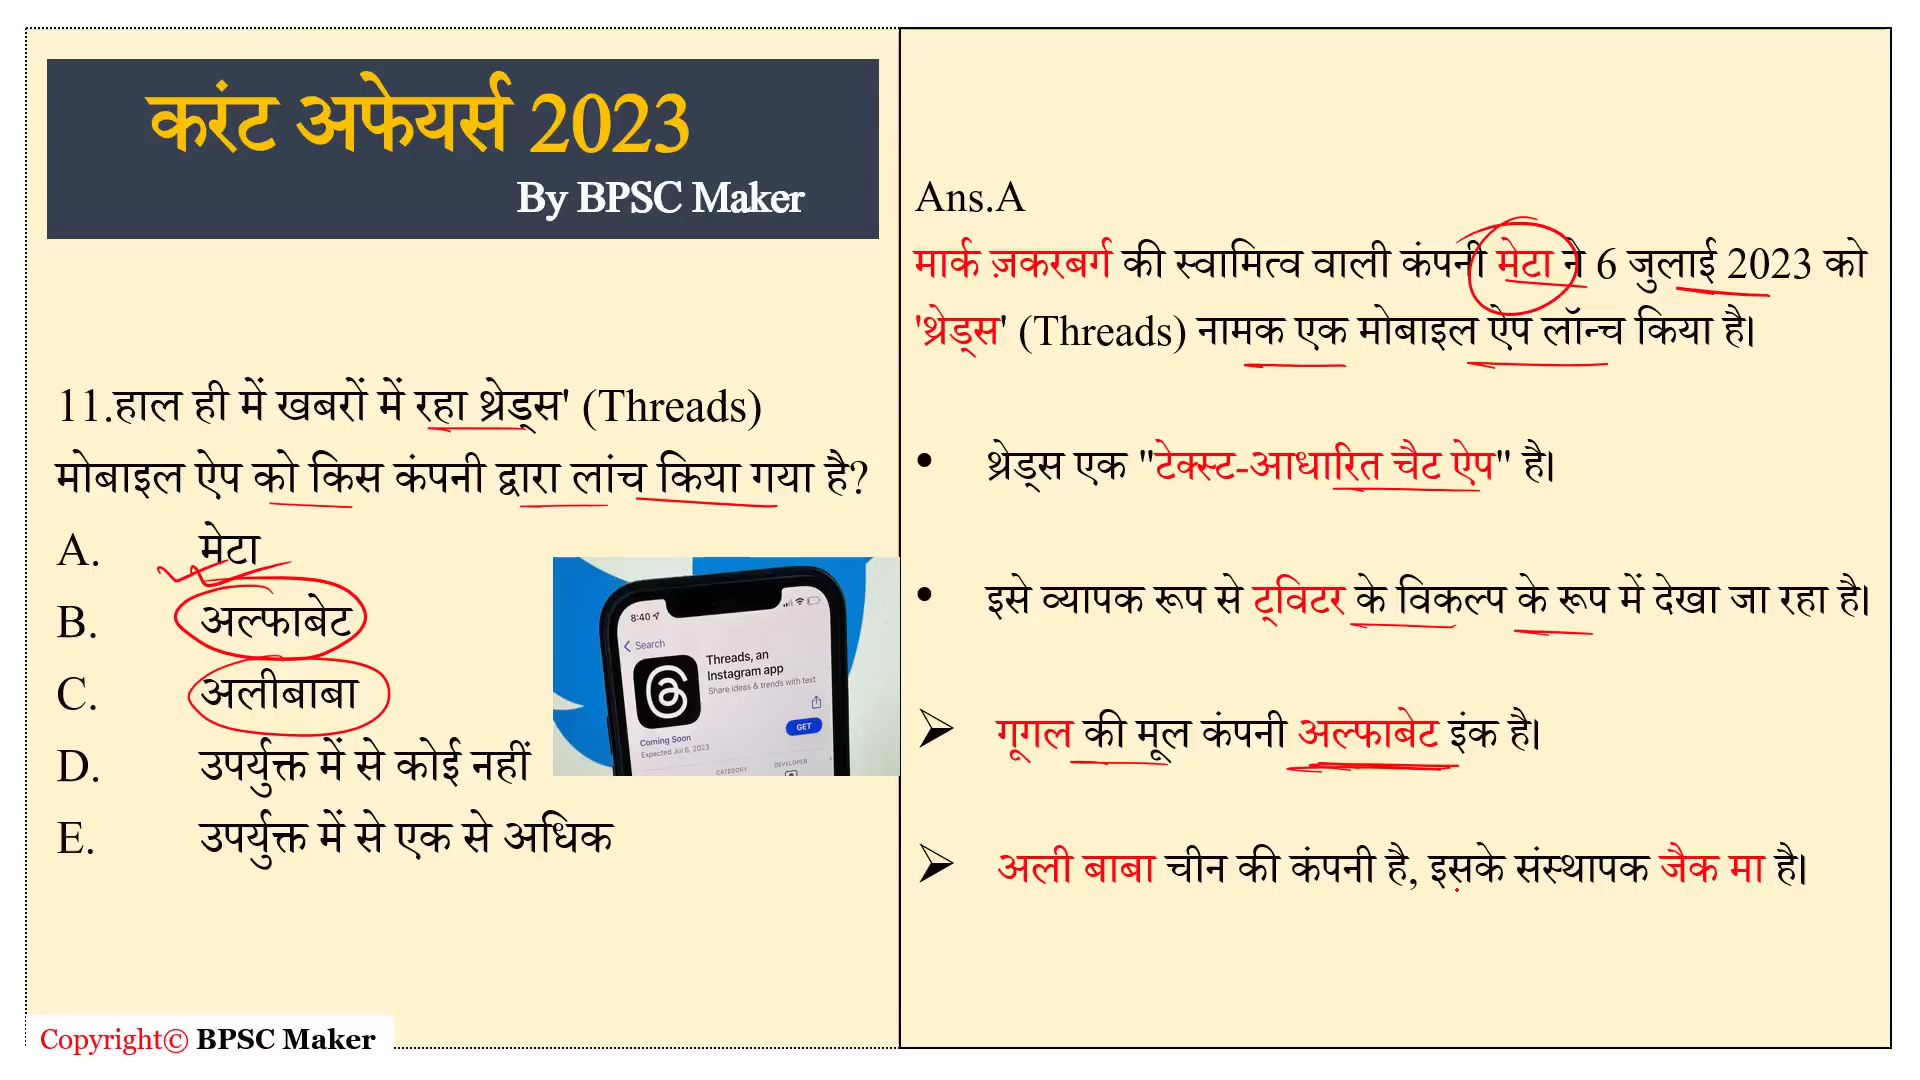 करंट अफेयर्स 2023
By BPSC Maker
11.हाल ही में खबरों में रहा थ्रेड्स' (Threads)
मोबाइल ऐप को किस कंपनी द्वारा लांच किया गया है?
A. मेटा
B. अल्फाबेट
C. अलीबाबा
D. उपर्युक्त में से कोई नहीं
E. उपर्युक्त में से एक से अधिक
8:40
Search
Threads, an
Instagram app
Share ideas & trends with text
GET
Coming Soon
Expected Jul 6, 2023
CATEGORY
DEVELOPER
Copyright© BPSC Maker
Ans.A
मार्क ज़करबर्ग की स्वामित्व वाली कंपनी मेटा ने 6 जुलाई 2023 को
'थ्रेड्स' (Threads) नामक एक मोबाइल ऐप लॉन्च किया है।
• थ्रेड्स एक "टेक्स्ट-आधारित चैट ऐप" है।
• इसे व्यापक रूप से ट्विटर के विकल्प के रूप में देखा जा रहा है।
➢ गूगल की मूल कंपनी अल्फाबेट इंक है।
➢ अली बाबा चीन की कंपनी है, इसके संस्थापक जैक मा है।